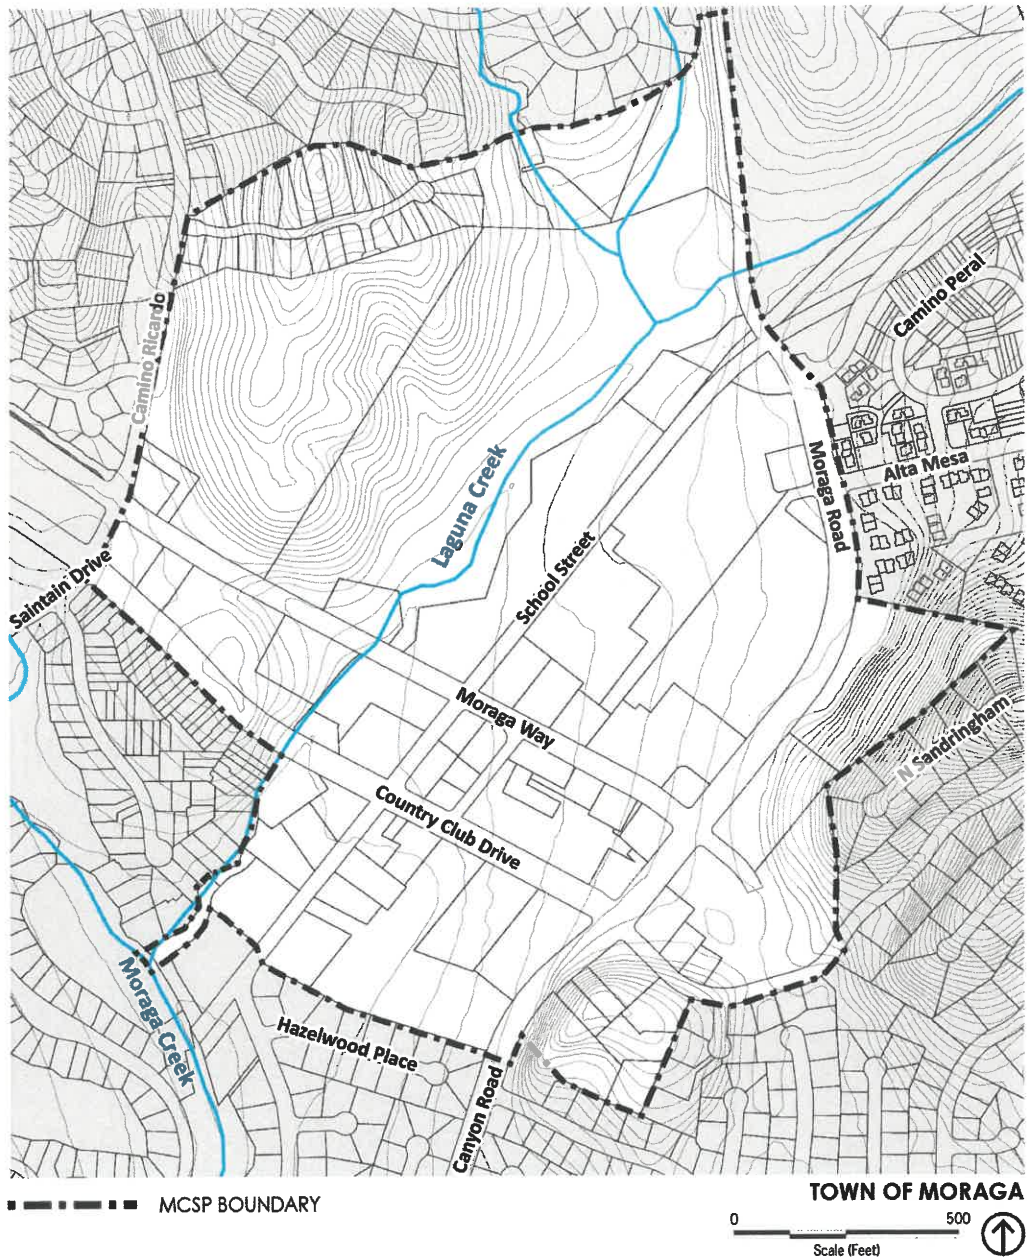 Camino Ricardo
Camino Peral
Laguna Creek
Moraga Road
Alta Mesa
School Street
Saintain Drive
Moraga Way
N Sandringham
Country Club Drive
Moraga Creek
Hazelwood Place
Canyon Road
MCSP BOUNDARY
TOWN OF MORAGA
0 500
Scale (Feet)